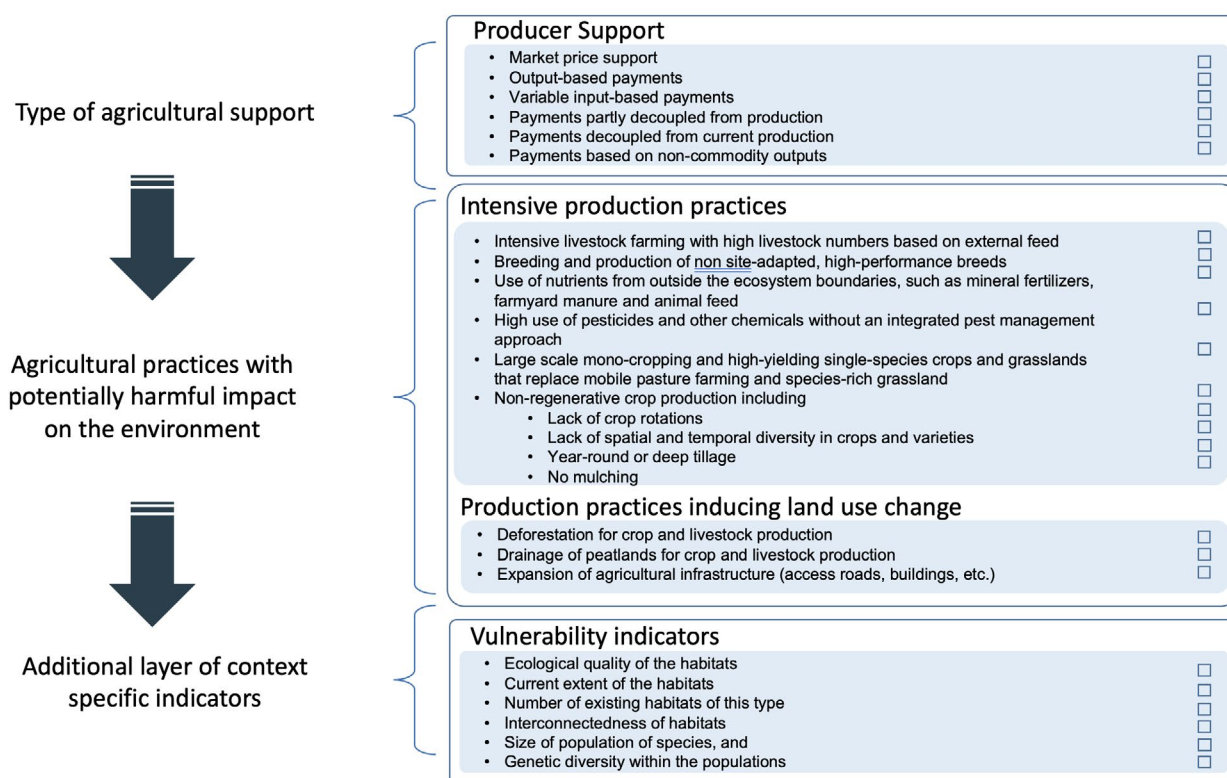 Type of agricultural support
Producer Support
• Market price support
• Output-based payments
• Variable input-based payments
• Payments partly decoupled from production
• Payments decoupled from current production
• Payments based on non-commodity outputs
Agricultural practices with
potentially harmful impact
on the environment
Intensive production practices
• Intensive livestock farming with high livestock numbers based on external feed
• Breeding and production of non site-adapted, high-performance breeds
• Use of nutrients from outside the ecosystem boundaries, such as mineral fertilizers,
farmyard manure and animal feed
• High use of pesticides and other chemicals without an integrated pest management
approach
• Large scale mono-cropping and high-yielding single-species crops and grasslands
that replace mobile pasture farming and species-rich grassland
• Non-regenerative crop production including
• Lack of crop rotations
• Lack of spatial and temporal diversity in crops and varieties
• Year-round or deep tillage
• No mulching
Production practices inducing land use change
• Deforestation for crop and livestock production
• Drainage of peatlands for crop and livestock production
• Expansion of agricultural infrastructure (access roads, buildings, etc.)
Additional layer of context
specific indicators
Vulnerability indicators
• Ecological quality of the habitats
• Current extent of the habitats
• Number of existing habitats of this type
• Interconnectedness of habitats
• Size of population of species, and
• Genetic diversity within the populations